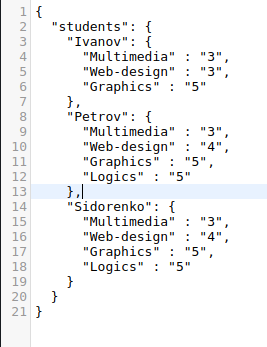 1 {
2   "students": {
3     "Ivanov": {
4       "Multimedia" : "3",
5       "Web-design" : "3",
6       "Graphics" : "5"
7     },
8     "Petrov": {
9       "Multimedia" : "3",
10       "Web-design" : "4",
11       "Graphics" : "5",
12       "Logics" : "5"
13     },
14     "Sidorenko": {
15       "Multimedia" : "3",
16       "Web-design" : "4",
17       "Graphics" : "5",
18       "Logics" : "5"
19     }
20   }
21 }